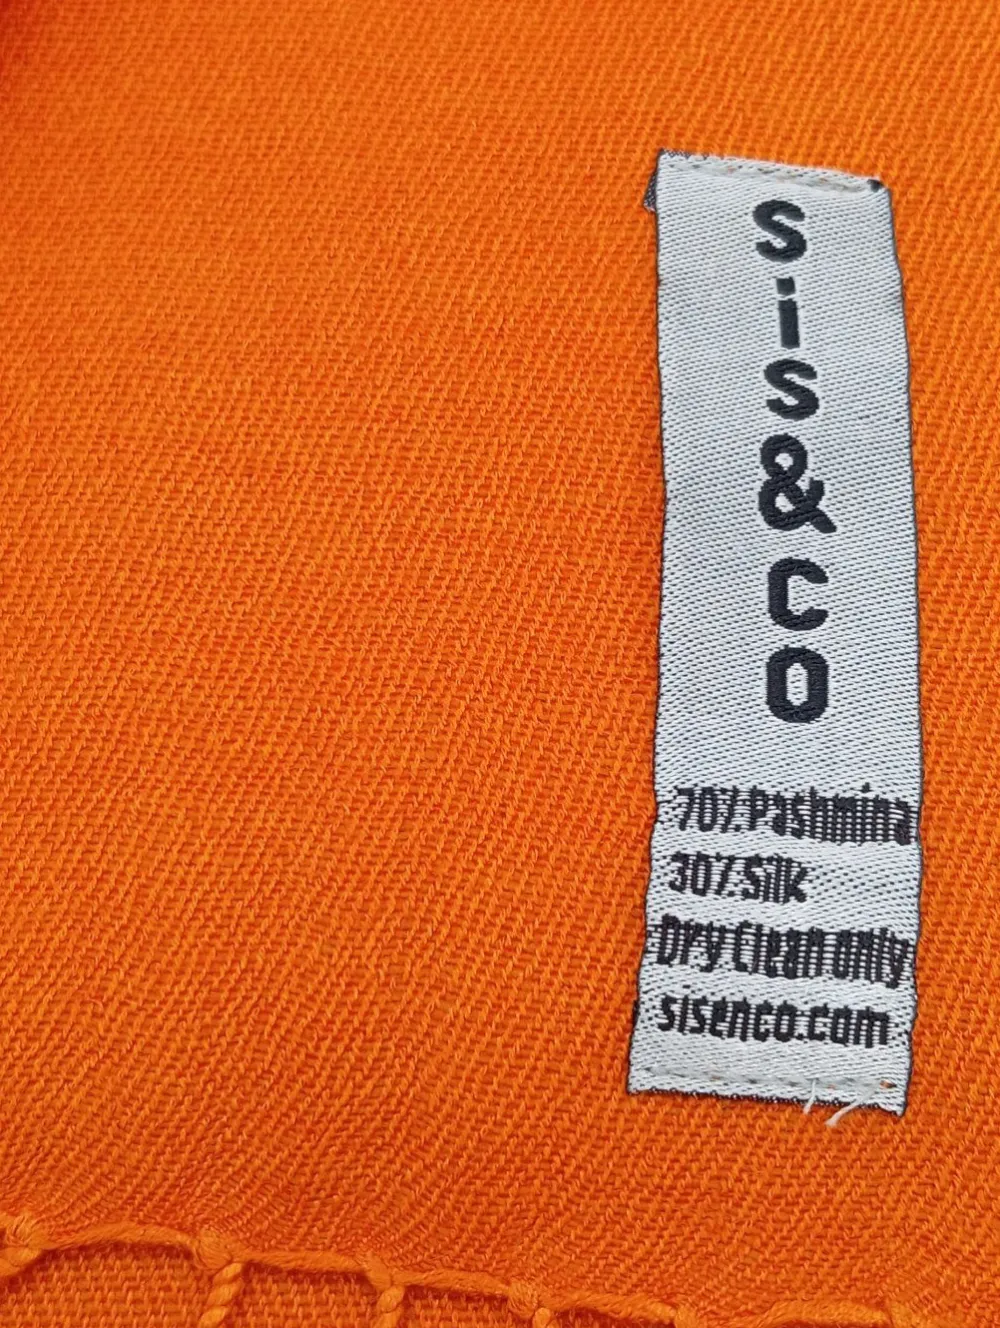 Sis&CO
70% Pashmina
30% Silk
Dry Clean only
sisenco.com